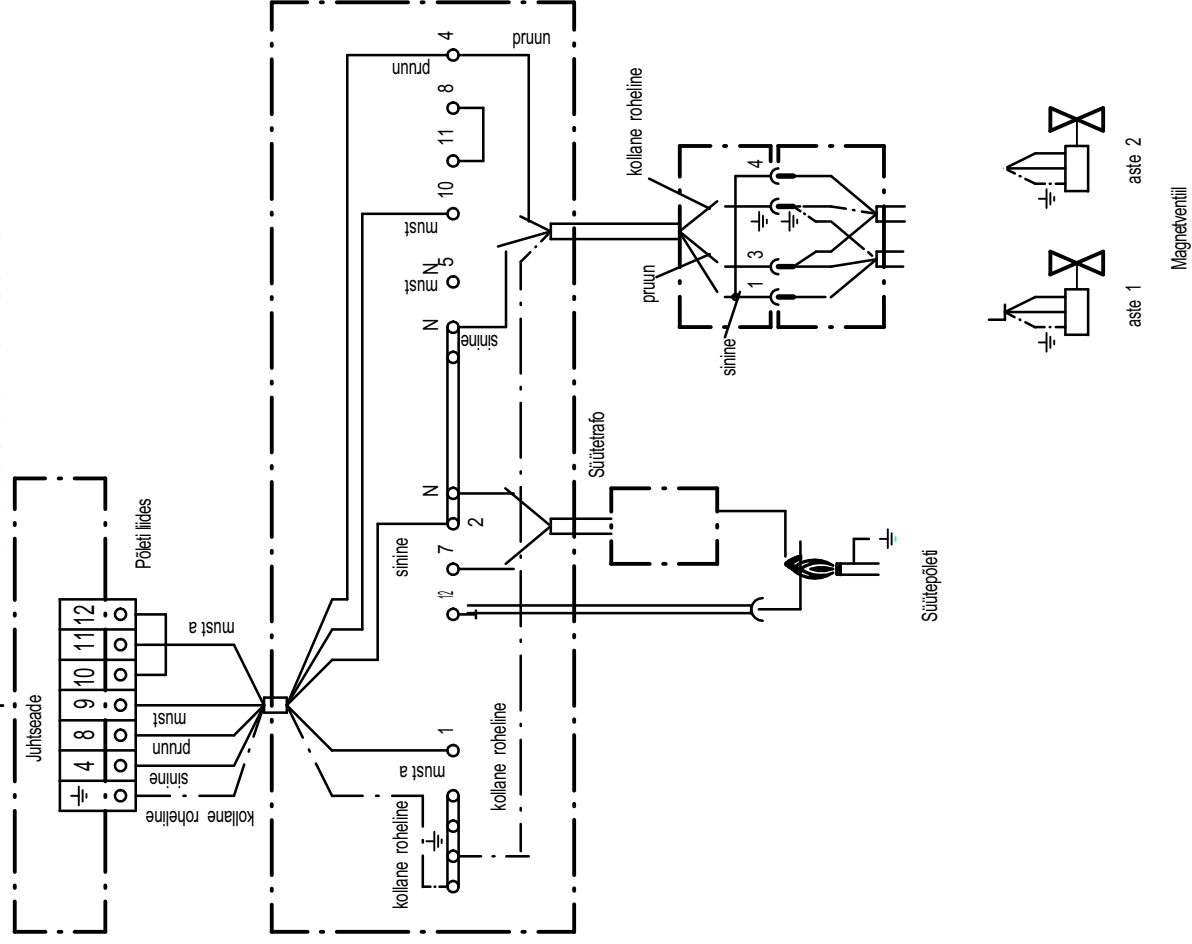 Juhtseade
4 8 9 10 11 12
Põleti liides
kollane roheline
sinine
pruun
must
must a
kollane roheline
must a
1
kollane roheline
12
7
2
N
sinine
N
sinine
5
N
must
10
must
11
8
4
pruun
pruun
Süütetrafo
Süütepõleti
kollane roheline
pruun
sinine
1
3
4
aste 1
aste 2
Magnetventiil